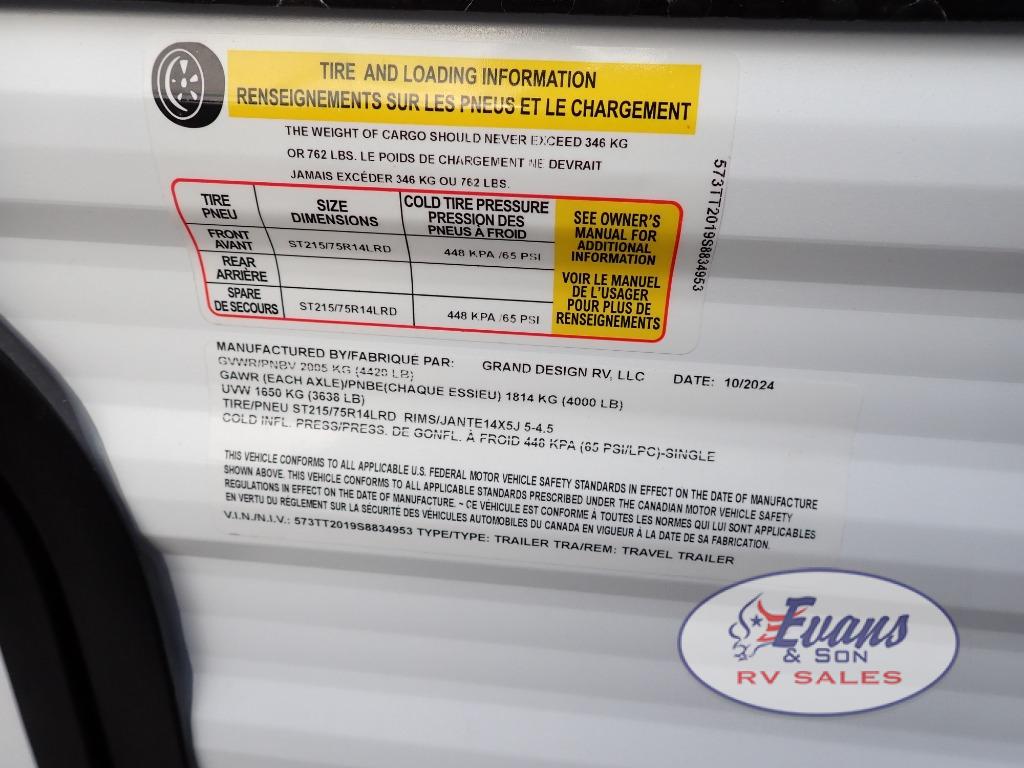 TIRE AND LOADING INFORMATION
RENSEIGNEMENTS SUR LES PNEUS ET LE CHARGEMENT
THE WEIGHT OF CARGO SHOULD NEVER EXCEED 346 KG
OR 762 LBS. LE POIDS DE CHARGEMENT NE DEVRAIT
JAMAIS EXCÉDER 346 KG OU 762 LBS.
TIRE PNEU SIZE DIMENSIONS COLD TIRE PRESSURE PRESSION DES PNEUS À FROID
FRONT AVANT ST215/75R14LRD 448 KPA /65 PSI
REAR ARRIÈRE
SPARE DE SECOURS ST215/75R14LRD 448 KPA /65 PSI
SEE OWNER'S
MANUAL FOR
ADDITIONAL
INFORMATION
VOIR LE MANUEL
DE L'USAGER
POUR PLUS DE
RENSEIGNEMENTS
573TT2019S8834953
MANUFACTURED BY/FABRIQUÉ PAR: GRAND DESIGN RV, LLC DATE: 10/2024
GVWR/PNBV 2005 KG (4420 LB)
GAWR (EACH AXLE)/PNBE(CHAQUE ESSIEU) 1814 KG (4000 LB)
UVW 1650 KG (3638 LB)
TIRE/PNEU ST215/75R14LRD RIMS/JANTE14X5J 5-4.5
COLD INFL. PRESS/PRESS. DE GONFL. À FROID 448 KPA (65 PSI/LPC)-SINGLE
THIS VEHICLE CONFORMS TO ALL APPLICABLE U.S. FEDERAL MOTOR VEHICLE SAFETY STANDARDS IN EFFECT ON THE DATE OF MANUFACTURE
SHOWN ABOVE. THIS VEHICLE CONFORMS TO ALL APPLICABLE STANDARDS PRESCRIBED UNDER THE CANADIAN MOTOR VEHICLE SAFETY
REGULATIONS IN EFFECT ON THE DATE OF MANUFACTURE. ~ CE VÉHICULE EST CONFORME À TOUTES LES NORMES QUI LUI SONT APPLICABLES
EN VERTU DU RÈGLEMENT SUR LA SÉCURITÉ DES VÉHICULES AUTOMOBILES DU CANADA EN VIGUEUR À LA DATE DE SA FABRICATION.
V.I.N./N.I.V.: 573TT2019S8834953 TYPE/TYPE: TRAILER TRA/REM: TRAVEL TRAILER
Evans
& SON
RV SALES